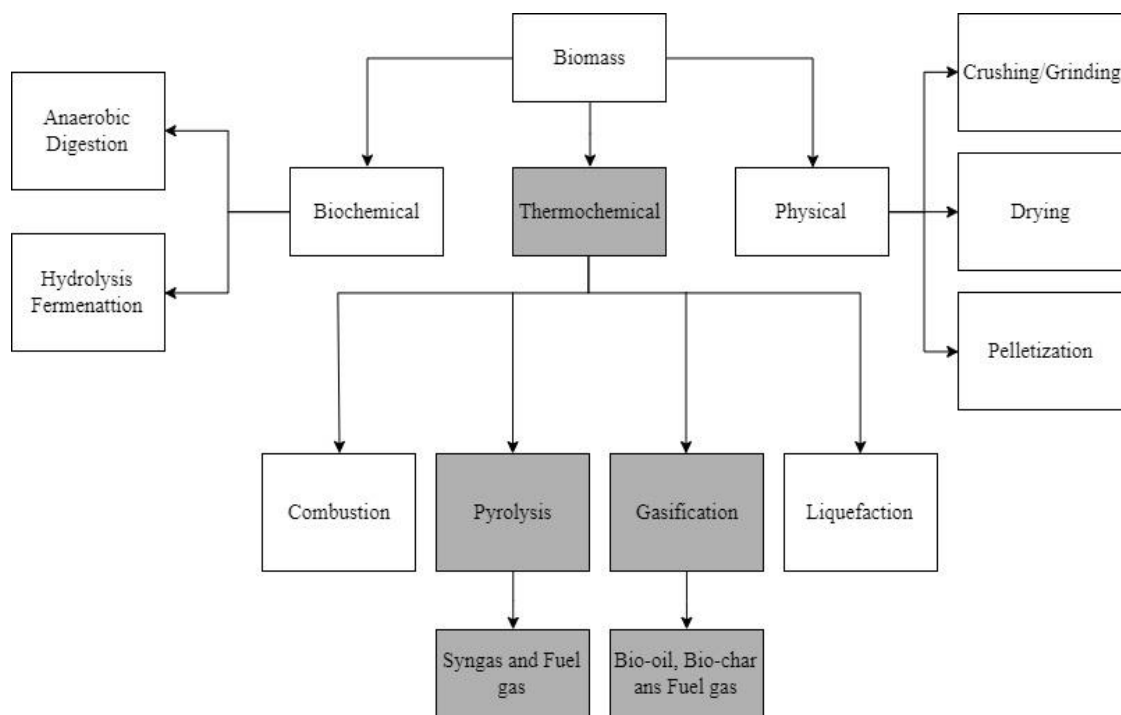 Biomass
Crushing/Grinding
Anaerobic
Digestion
Biochemical
Thermochemical
Physical
Drying
Hydrolysis
Fermenattion
Pelletization
Combustion
Pyrolysis
Gasification
Liquefaction
Syngas and Fuel
gas
Bio-oil, Bio-char
ans Fuel gas